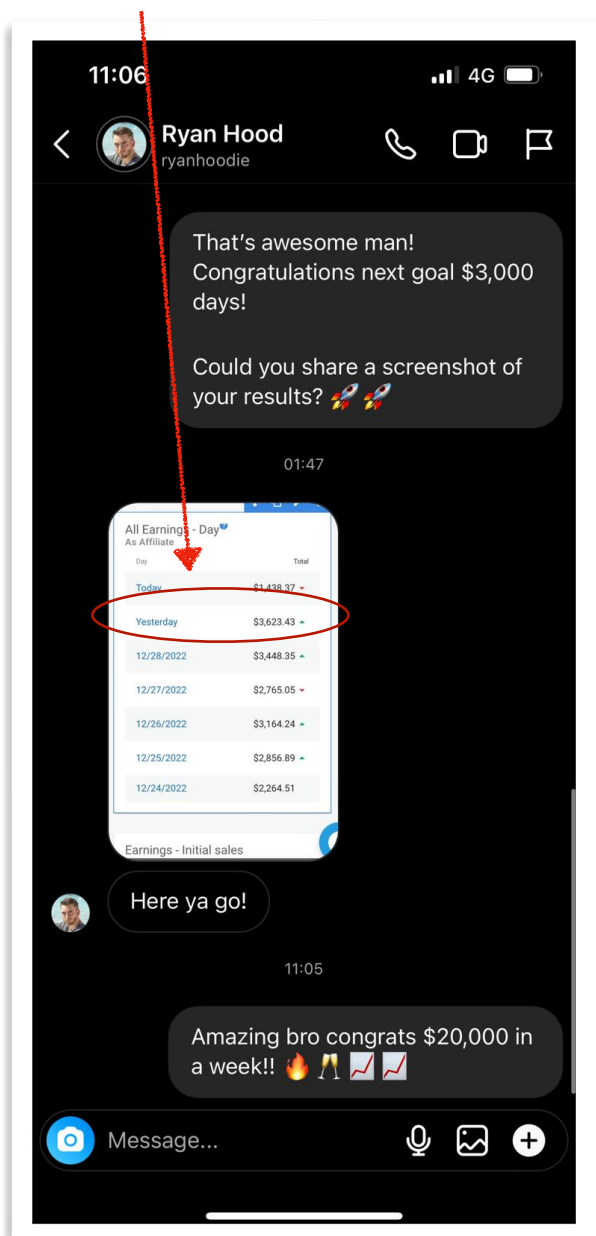 11:06
4G
Ryan Hood
ryanhoodie
That's awesome man!
Congratulations next goal $3,000
days!
Could you share a screenshot of
your results? 🚀 🚀
01:47
All Earnings - Day
As Affiliate
Day Total
Today $1,438.37
Yesterday $3,623.43
12/28/2022 $3,448.35
12/27/2022 $2,765.05
12/26/2022 $3,164.24
12/25/2022 $2,856.89
12/24/2022 $2,264.51
Earnings - Initial sales
Here ya go!
11:05
Amazing bro congrats $20,000 in
a week!! 🔥 🥂 📈 📈
Message...